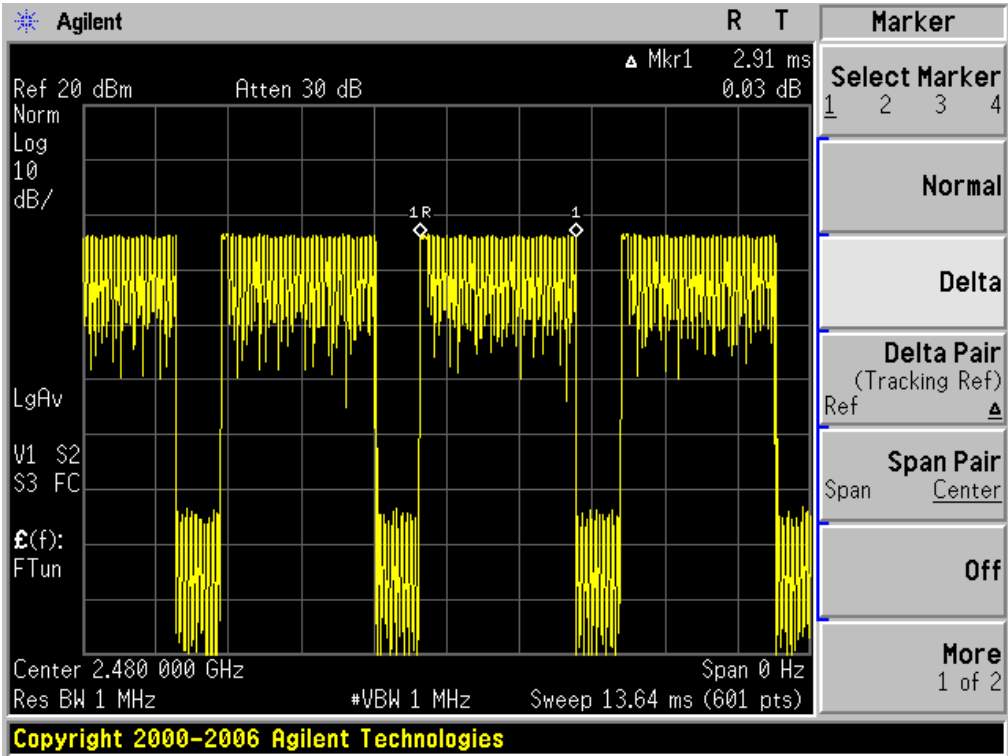 Agilent R T Marker
Δ Mkr1 2.91 ms
Ref 20 dBm Atten 30 dB 0.03 dB
Norm
Log
10
dB/
1R 1
LgAv
V1 S2
S3 FC
£(f):
FTun
Center 2.480 000 GHz Span 0 Hz
Res BW 1 MHz #VBW 1 MHz Sweep 13.64 ms (601 pts)
Copyright 2000-2006 Agilent Technologies
Select Marker
1 2 3 4
Normal
Delta
Delta Pair
(Tracking Ref)
Ref Δ
Span Pair
Span Center
Off
More
1 of 2